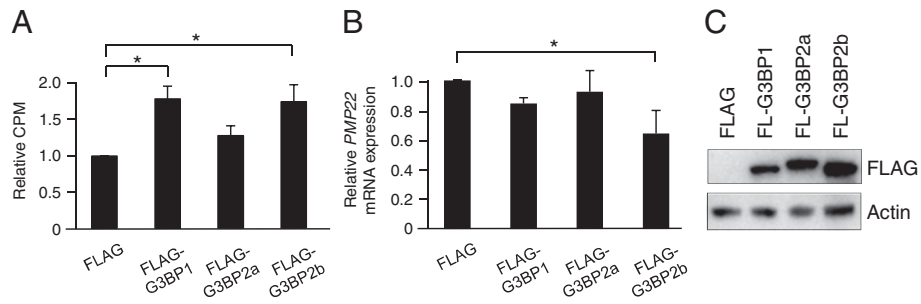 A
*
*
Relative CPM
2.0
1.5
1.0
0.5
0
FLAG
FLAG-
G3BP1
FLAG-
G3BP2a
FLAG-
G3BP2b
B
*
Relative PMP22
mRNA expression
1.0
0.8
0.6
0.4
0.2
0
FLAG
FLAG-
G3BP1
FLAG-
G3BP2a
FLAG-
G3BP2b
C
FLAG
FL-G3BP1
FL-G3BP2a
FL-G3BP2b
FLAG
Actin